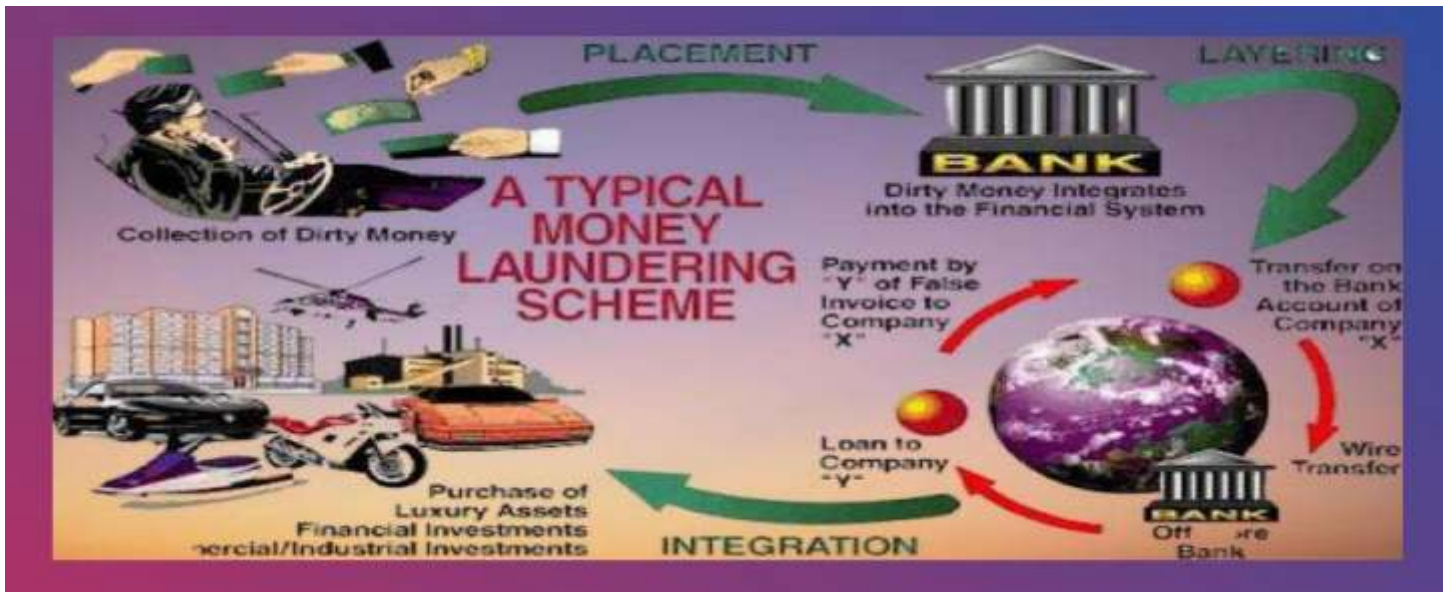 PLACEMENT
LAYERING
BANK
Dirty Money Integrates
into the Financial System
Collection of Dirty Money
A TYPICAL
MONEY
LAUNDERING
SCHEME
Payment by
"Y" of False
Invoice to
Company
"X"
Transfer on
the Bank
Account of
Company
"X"
Loan to
Company
"Y"
Wire
Transfer
BANK
Bank
Purchase of
Luxury Assets
Financial Investments
/Industrial Investments
INTEGRATION